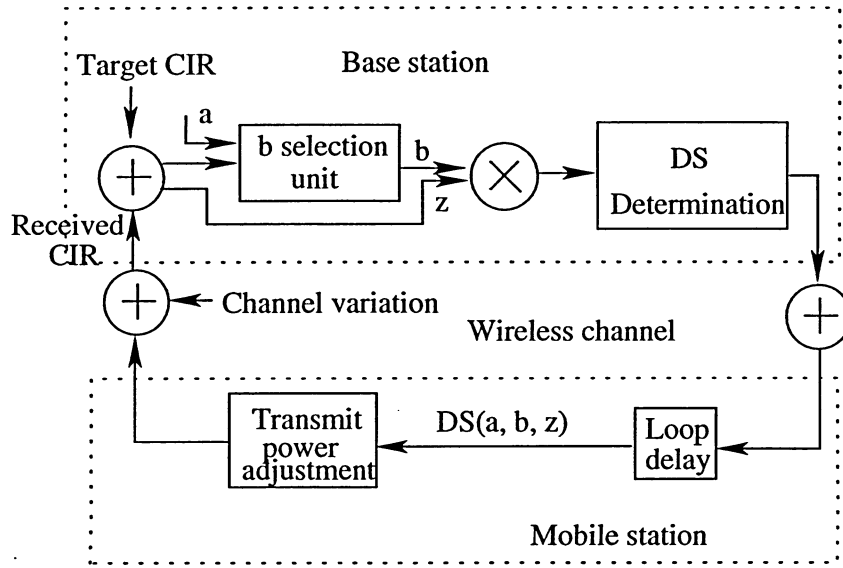 Target CIR
Base station
a
b selection
unit
b
z
DS
Determination
Received
CIR
Channel variation
Wireless channel
Transmit
power
adjustment
DS(a, b, z)
Loop
delay
Mobile station